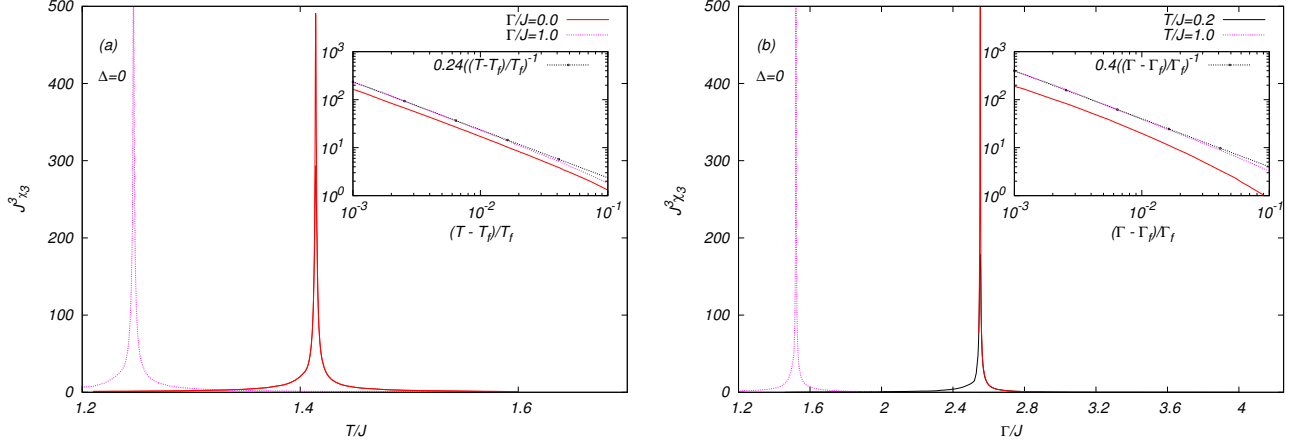 (a)
Δ=0
Γ/J=0.0
Γ/J=1.0
J³χ₃
500
400
300
200
100
0
1.2
1.4
1.6
T/J
0.24((T-T_f)/T_f)⁻¹
10³
10²
10¹
10⁰
10⁻³
10⁻²
10⁻¹
(T - T_f)/T_f
(b)
Δ=0
T/J=0.2
T/J=1.0
J³χ₃
500
400
300
200
100
0
1.2
1.6
2
2.4
2.8
3.2
3.6
4
Γ/J
0.4((Γ - Γ_f)/Γ_f)⁻¹
10³
10²
10¹
10⁰
10⁻³
10⁻²
10⁻¹
(Γ - Γ_f)/Γ_f